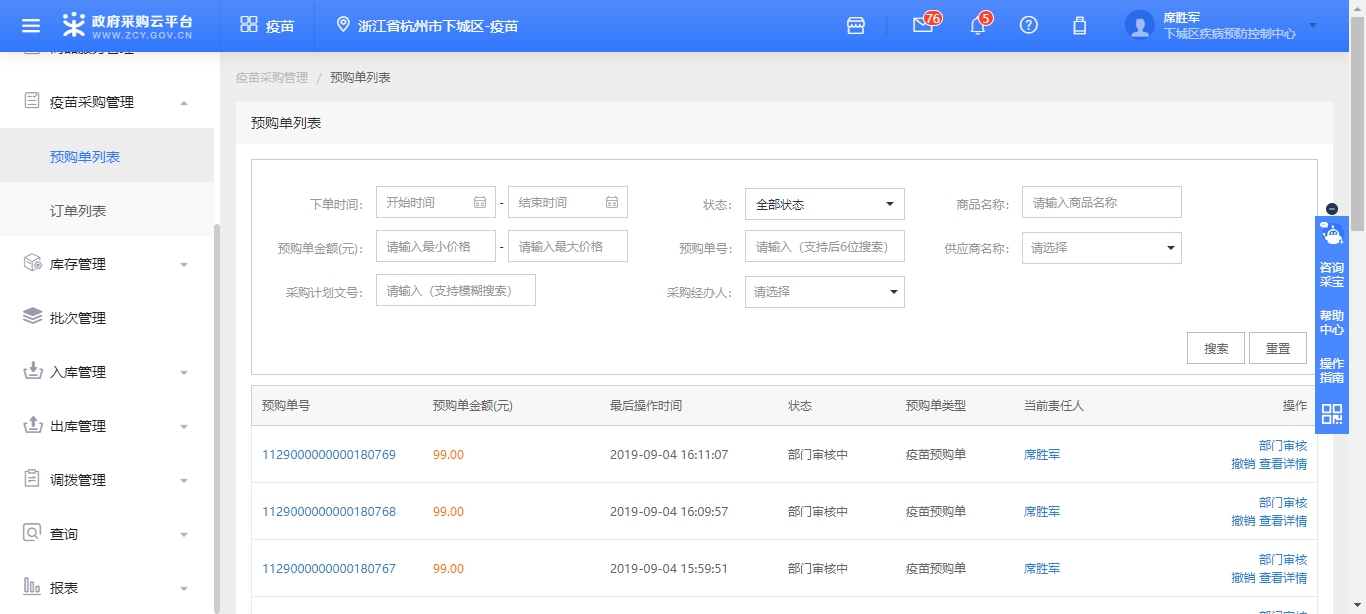 政府采购云平台
WWW.ZCY.GOV.CN
疫苗
浙江省杭州市下城区-疫苗
76
5
席胜军
下城区疾病预防控制中心
疫苗采购管理
预购单列表
订单列表
库存管理
批次管理
入库管理
出库管理
调拨管理
查询
报表
疫苗采购管理 / 预购单列表
预购单列表
下单时间: 开始时间 - 结束时间 状态: 全部状态 商品名称: 请输入商品名称
预购单金额(元): 请输入最小价格 - 请输入最大价格 预购单号: 请输入（支持后6位搜索） 供应商名称: 请选择
采购计划文号: 请输入（支持模糊搜索） 采购经办人: 请选择
搜索 重置
预购单号 预购单金额(元) 最后操作时间 状态 预购单类型 当前责任人 操作
1129000000000180769 99.00 2019-09-04 16:11:07 部门审核中 疫苗预购单 席胜军 部门审核
撤销 查看详情
1129000000000180768 99.00 2019-09-04 16:09:57 部门审核中 疫苗预购单 席胜军 部门审核
撤销 查看详情
1129000000000180767 99.00 2019-09-04 15:59:51 部门审核中 疫苗预购单 席胜军 部门审核
撤销 查看详情
咨询
采宝
帮助
中心
操作
指南